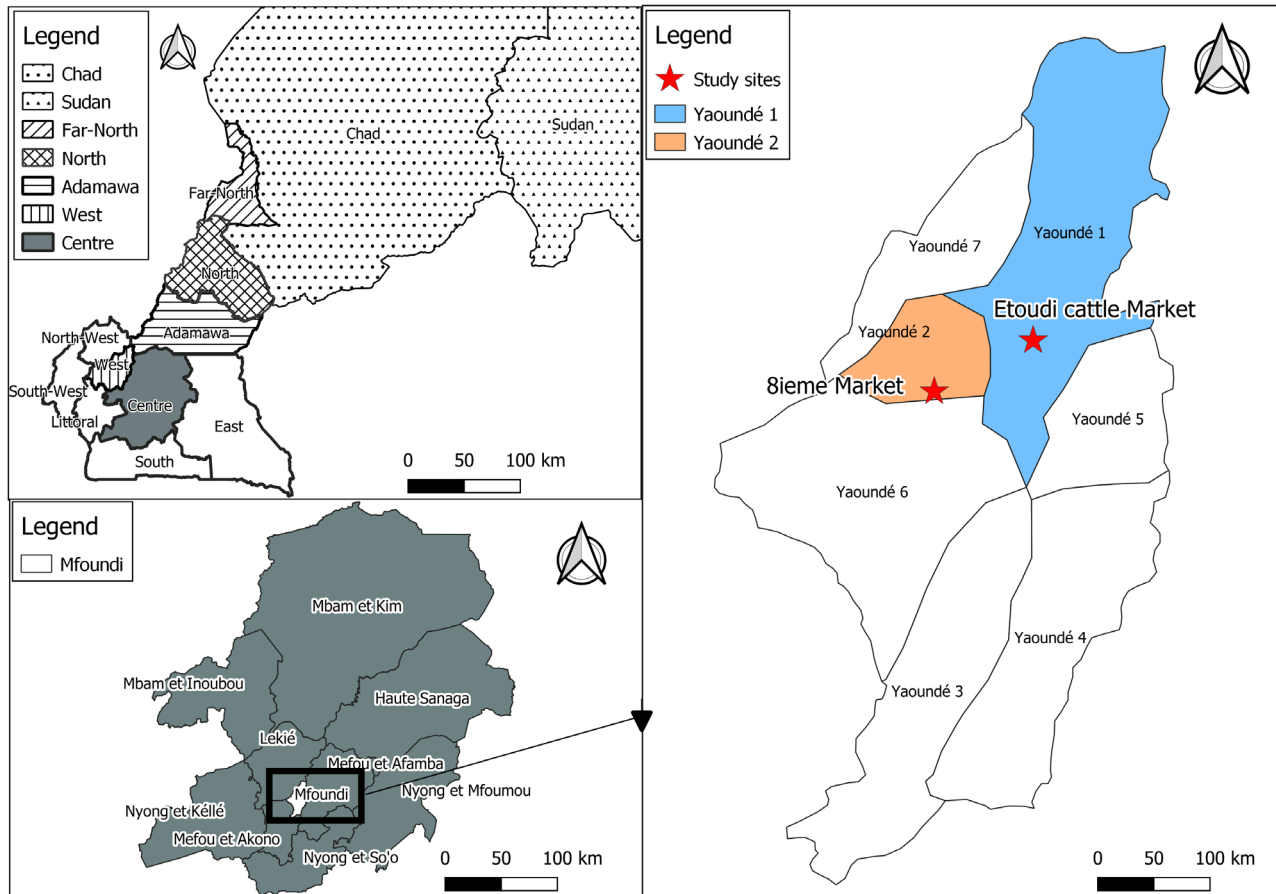 Legend
Chad
Sudan
Far-North
North
Adamawa
West
Centre
Chad
Sudan
Far-North
North
Adamawa
North-West
West
South-West
Centre
Littoral
East
South
0 50 100 km
Legend
Mfoundi
Mbam et Kim
Mbam et Inoubou
Haute Sanaga
Lekié
Mefou et Afamba
Mfoundi
Nyong et Mfoumou
Nyong et Kéllé
Mefou et Akono
Nyong et So'o
0 50 100 km
Legend
Study sites
Yaoundé 1
Yaoundé 2
Yaoundé 7
Yaoundé 1
Etoudi cattle Market
Yaoundé 2
8ieme Market
Yaoundé 5
Yaoundé 6
Yaoundé 4
Yaoundé 3
0 50 100 km